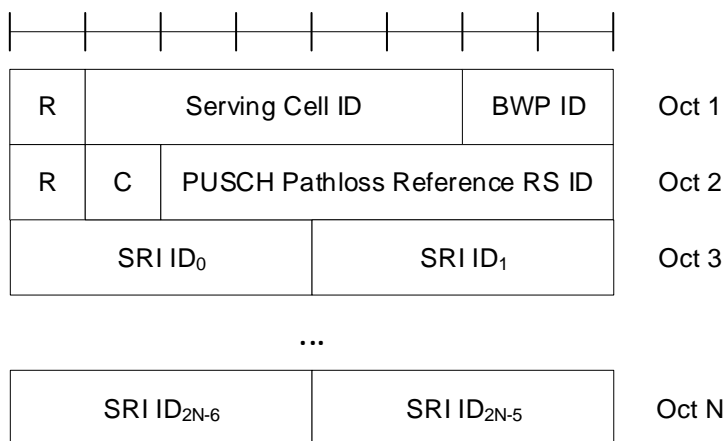 R Serving Cell ID BWP ID Oct 1
R C PUSCH Pathloss Reference RS ID Oct 2
SRI ID₀ SRI ID₁ Oct 3
...
SRI ID₂N₋₆ SRI ID₂N₋₅ Oct N